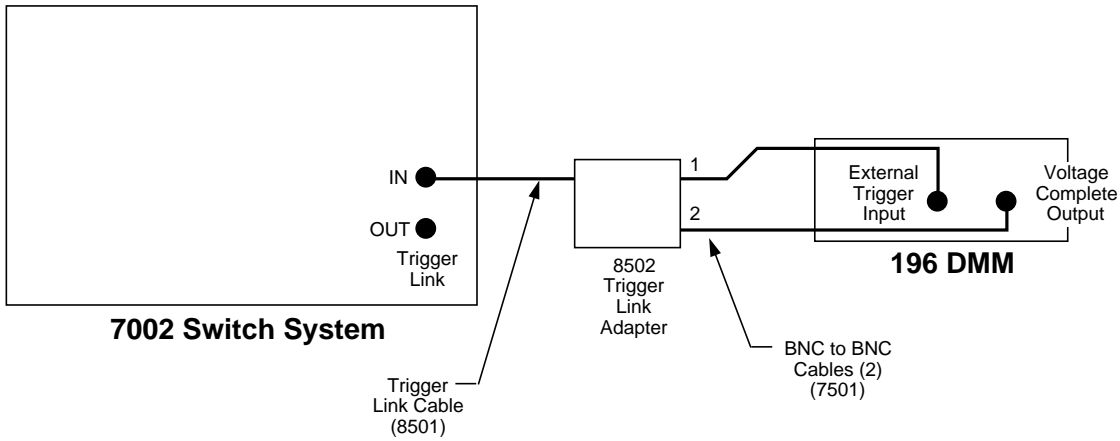 IN
OUT
Trigger
Link
7002 Switch System
Trigger
Link Cable
(8501)
1
2
8502
Trigger
Link
Adapter
BNC to BNC
Cables (2)
(7501)
External
Trigger
Input
Voltage
Complete
Output
196 DMM